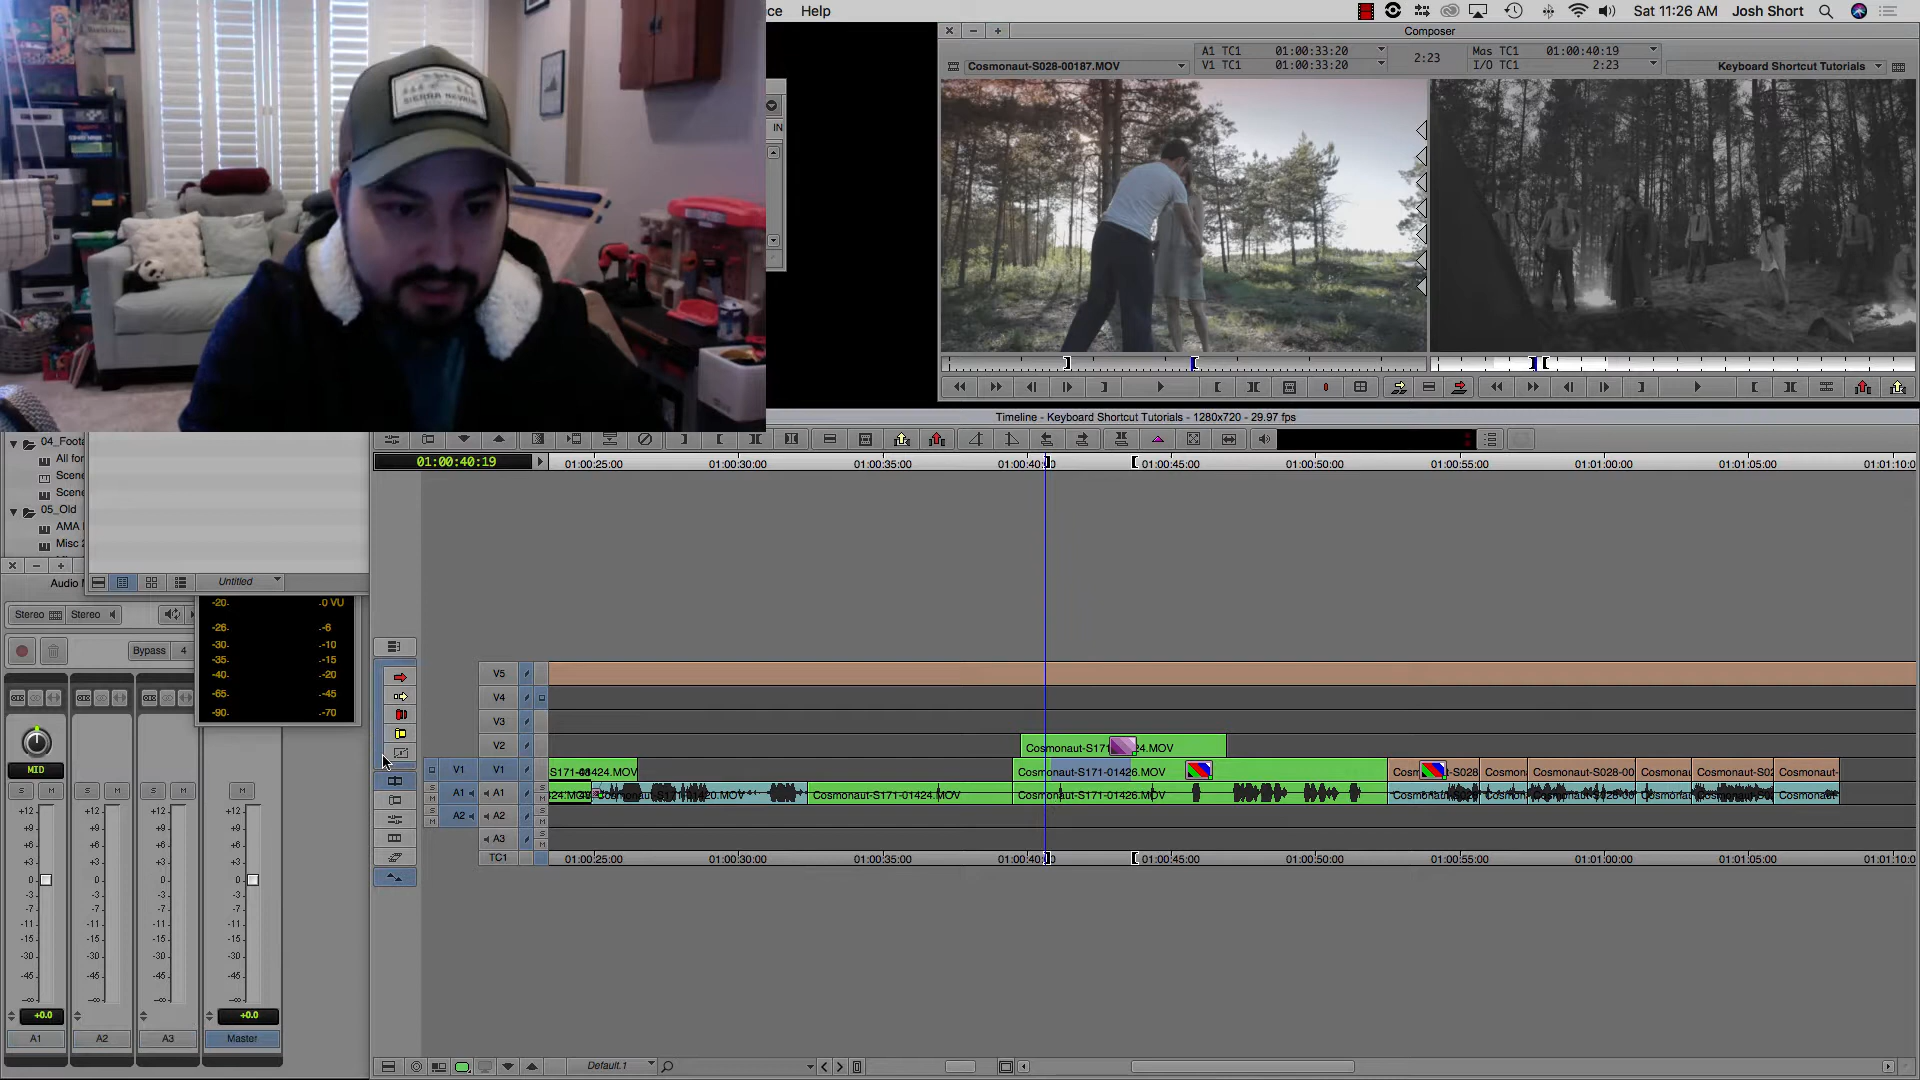 ce Help
Sat 11:26 AM Josh Short
Composer
Cosmonaut-S028-00187.MOV
A1 TC1 01:00:33:20
V1 TC1 01:00:33:20
2:23
Mas TC1 01:00:40:19
I/O TC1 2:23
Keyboard Shortcut Tutorials
SIERRA NEVADA
IN
Timeline - Keyboard Shortcut Tutorials - 1280x720 - 29.97 fps
01:00:40:19
01:00:25:00 01:00:30:00 01:00:35:00 01:00:40:00 01:00:45:00 01:00:50:00 01:00:55:00 01:01:00:00 01:01:05:00 01:01:10:0
04_Foota
All for
Scene
Scene
05_Old
AMA
Misc 2
Untitled
Audio
Stereo Stereo
Bypass 4
-20 0 VU
-26 -6
-30 -10
-35 -15
-40 -20
-65 -45
-90 -70
MID
S M S M S M M
+12 +12 +12 +12
+9 +9 +9 +9
+6 +6 +6 +6
+3 +3 +3 +3
0 0 0 0
-3 -3 -3 -3
-7 -7 -7 -7
-11 -11 -11 -11
-15 -15 -15 -15
-30 -30 -30 -30
-45 -45 -45 -45
-∞ -∞ -∞ -∞
+0.0 +0.0
A1 A2 A3 Master
V5
V4
V3
V2 Cosmonaut-S171 24.MOV
V1 V1 S171- 424.MOV Cosmonaut-S171-01426.MOV Cosm -S028 Cosmona Cosmonaut-S028-00 Cosmonau Cosmonaut-S02 Cosmonaut-
A1 A1 Cosmonaut-S171-01424.MOV Cosmonaut-S171-01426.MOV Cosmonaut
A2 A2
A3
TC1 01:00:25:00 01:00:30:00 01:00:35:00 01:00:40:00 01:00:45:00 01:00:50:00 01:00:55:00 01:01:00:00 01:01:05:00 01:01:10:0
Default.1